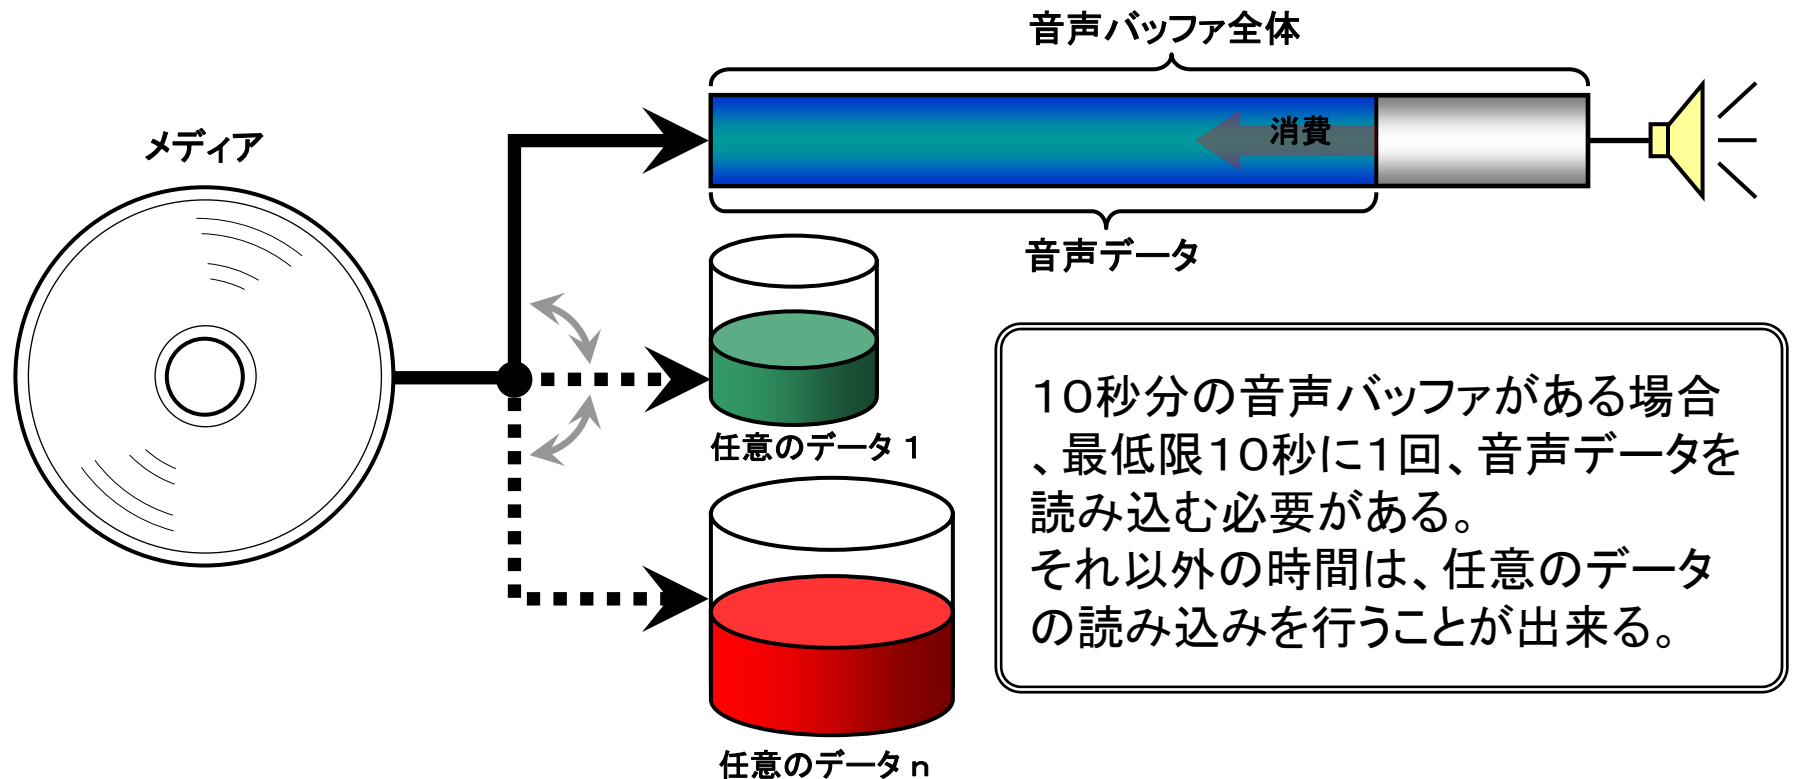 音声バッファ全体
メディア
消費
音声データ
任意のデータ1
任意のデータn
10秒分の音声バッファがある場合
、最低限10秒に1回、音声データを
読み込む必要がある。
それ以外の時間は、任意のデータ
の読み込みを行うことが出来る。